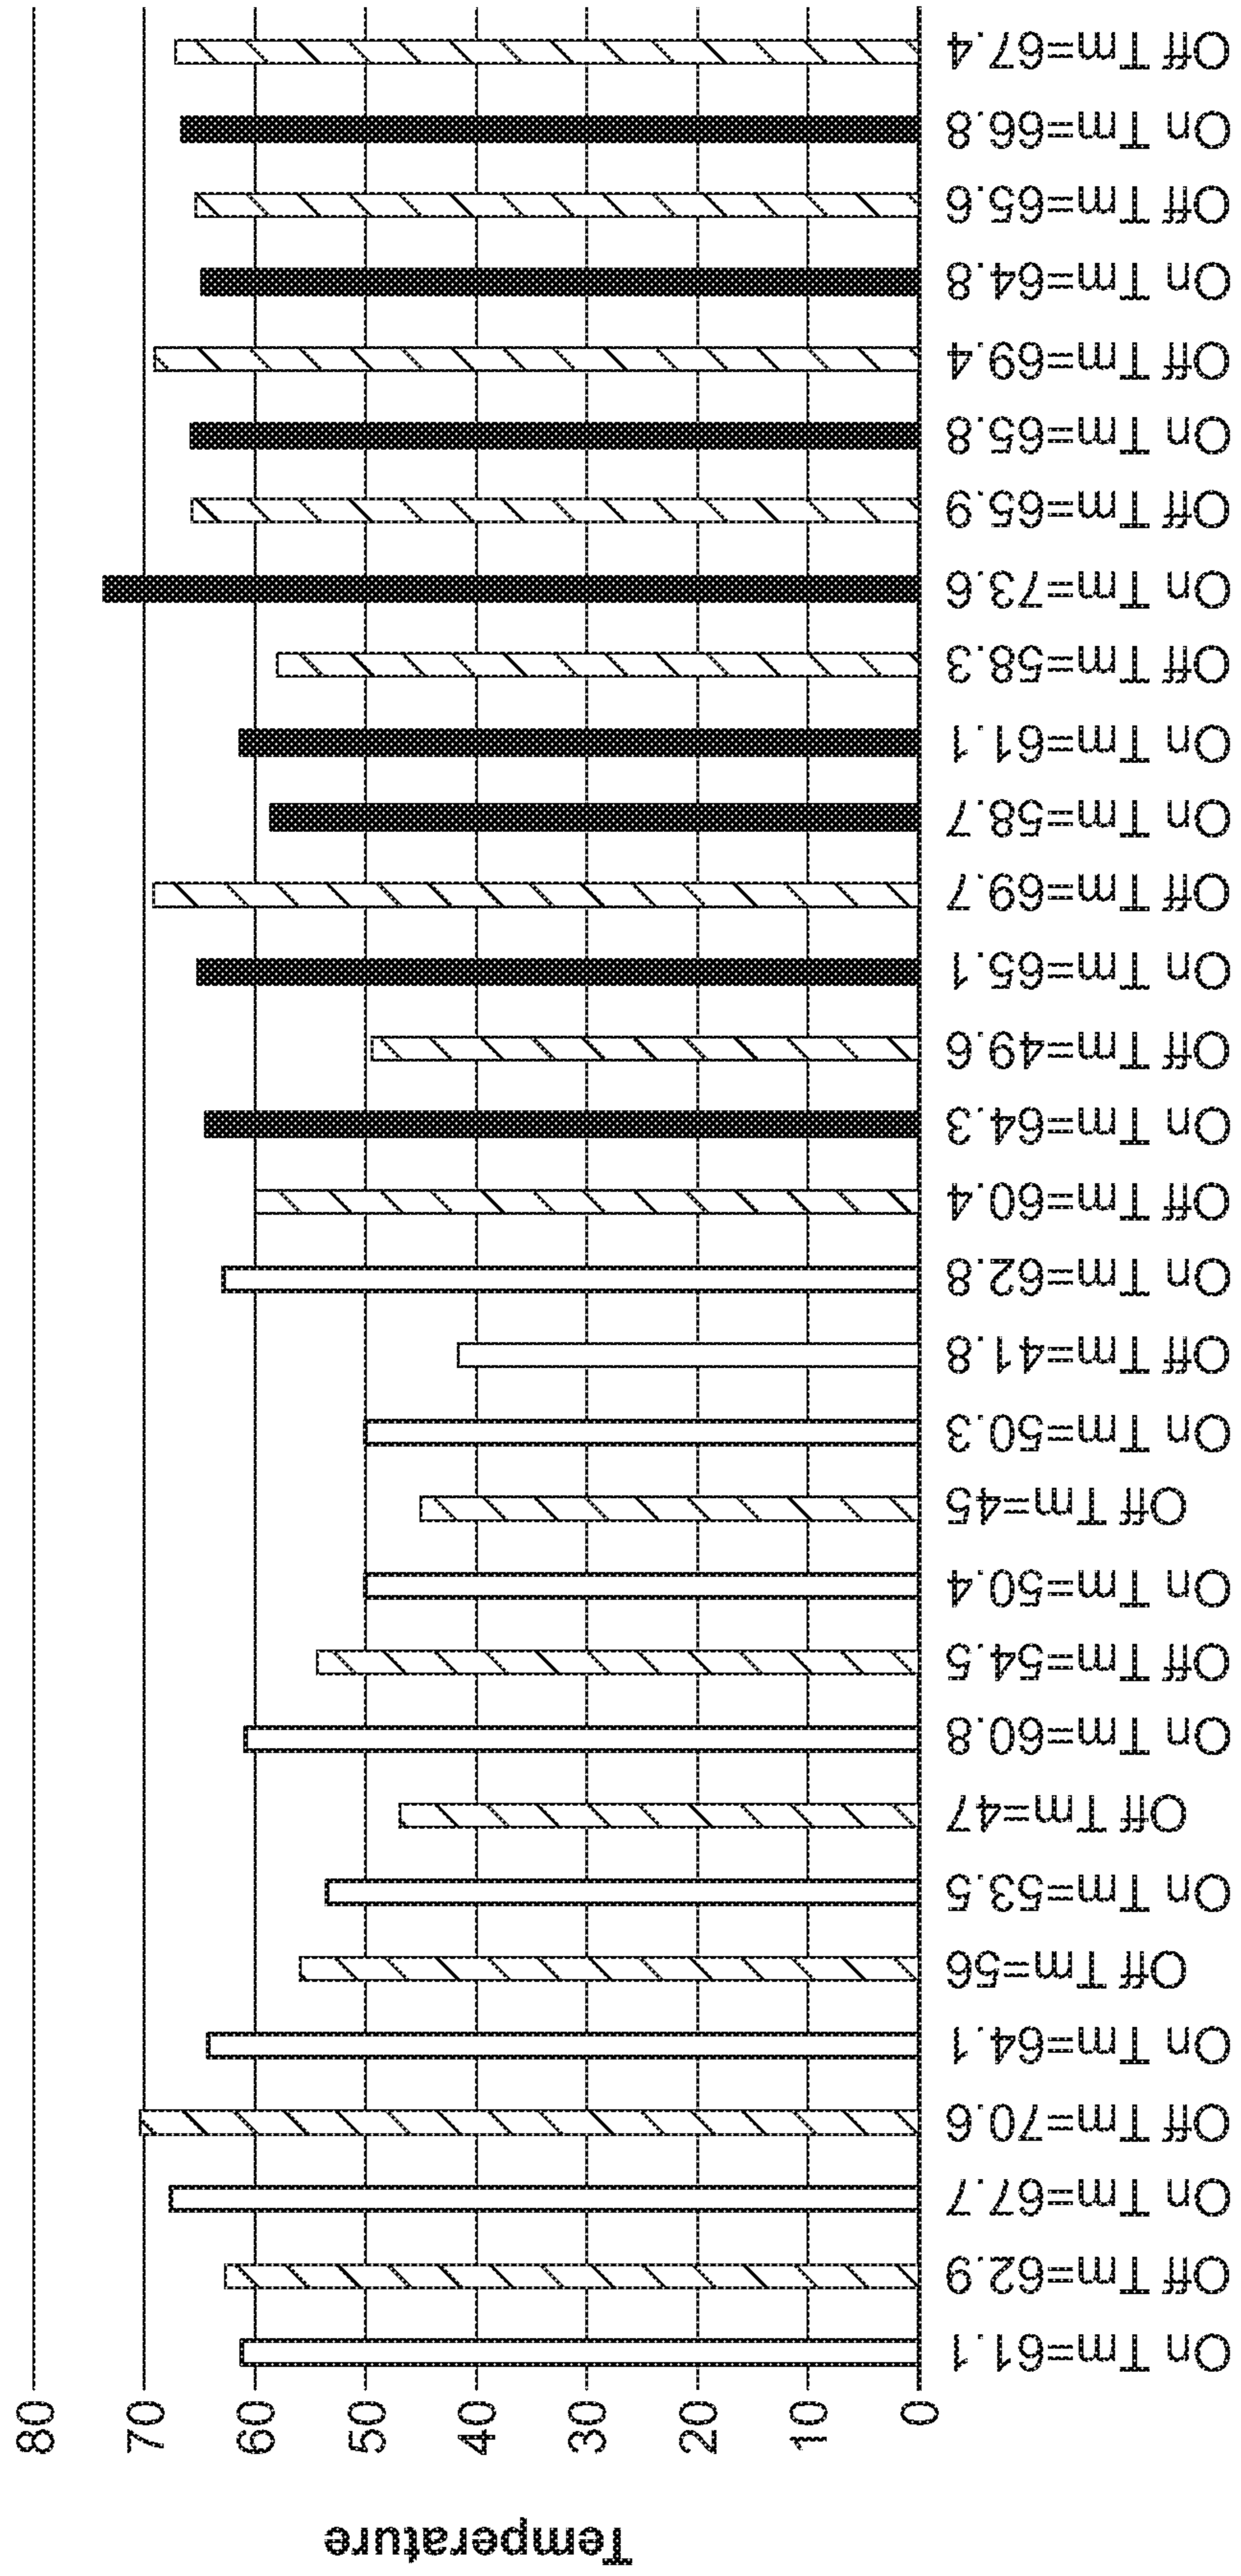 Temperature
80
70
60
50
40
30
20
10
0
On Tm=61.1
Off Tm=62.9
On Tm=67.7
Off Tm=70.6
On Tm=64.1
Off Tm=56
On Tm=53.5
Off Tm=47
On Tm=60.8
Off Tm=54.5
On Tm=50.4
Off Tm=45
On Tm=50.3
Off Tm=41.8
On Tm=62.8
Off Tm=60.4
On Tm=64.3
Off Tm=49.6
On Tm=65.1
Off Tm=69.7
On Tm=58.7
On Tm=61.1
Off Tm=58.3
On Tm=73.6
Off Tm=65.9
On Tm=65.8
Off Tm=69.4
On Tm=64.8
Off Tm=65.6
On Tm=66.8
Off Tm=67.4